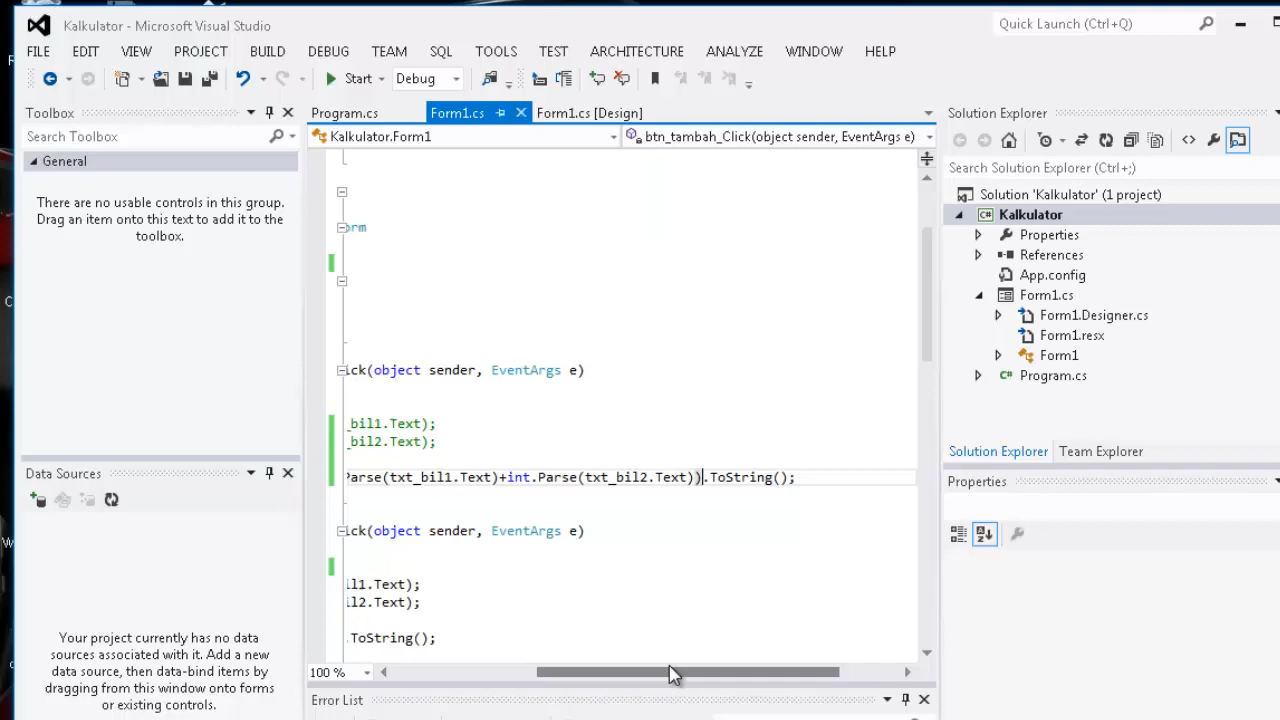 Kalkulator - Microsoft Visual Studio
Quick Launch (Ctrl+Q)
FILE EDIT VIEW PROJECT BUILD DEBUG TEAM SQL TOOLS TEST ARCHITECTURE ANALYZE WINDOW HELP
Start Debug
Toolbox
Search Toolbox
General
There are no usable controls in this group.
Drag an item onto this text to add it to the
toolbox.
Data Sources
Your project currently has no data
sources associated with it. Add a new
data source, then data-bind items by
dragging from this window onto forms
or existing controls.
Program.cs Form1.cs Form1.cs [Design]
Kalkulator.Form1 btn_tambah_Click(object sender, EventArgs e)
orm
ick(object sender, EventArgs e)
_bil1.Text);
_bil2.Text);
Parse(txt_bil1.Text)+int.Parse(txt_bil2.Text)).ToString();
ick(object sender, EventArgs e)
il1.Text);
il2.Text);
.ToString();
100 %
Error List
Solution Explorer
Search Solution Explorer (Ctrl+;)
Solution 'Kalkulator' (1 project)
Kalkulator
Properties
References
App.config
Form1.cs
Form1.Designer.cs
Form1.resx
Form1
Program.cs
Solution Explorer Team Explorer
Properties